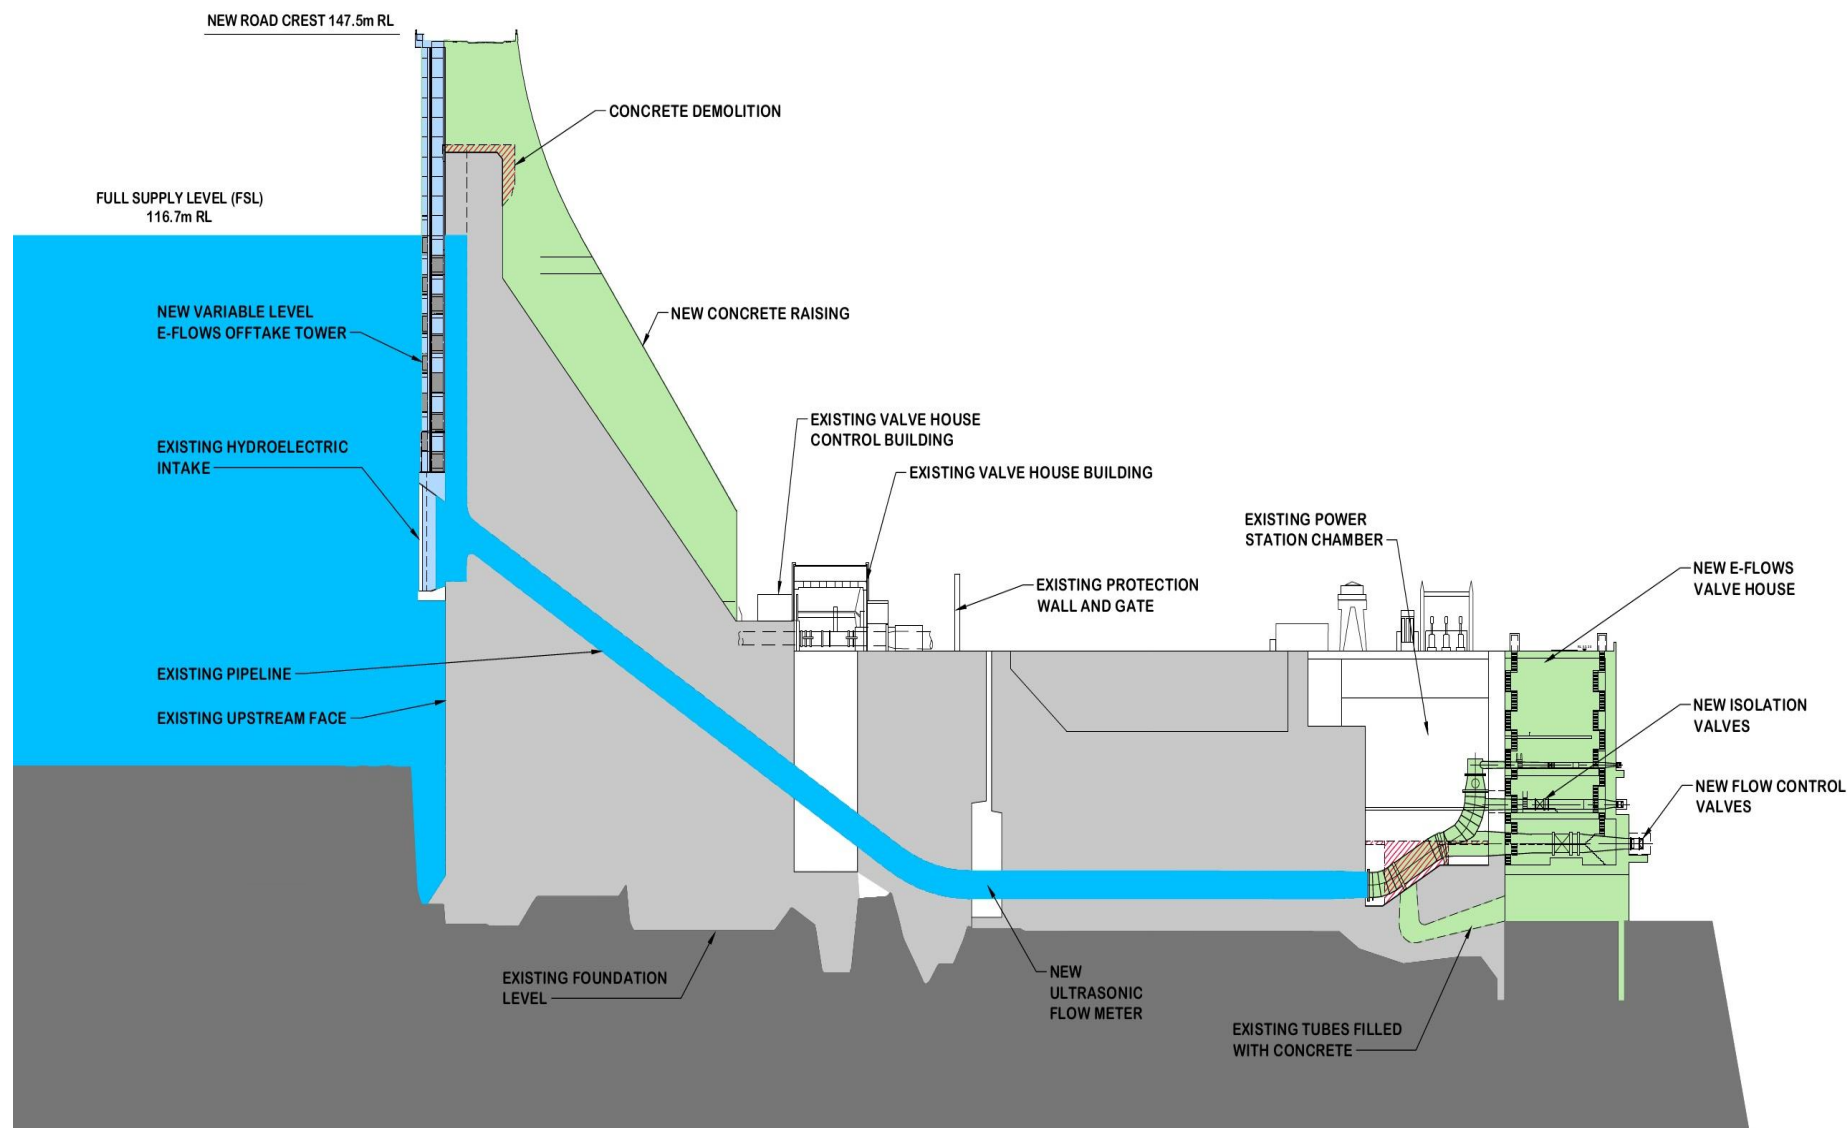 NEW ROAD CREST 147.5m RL
CONCRETE DEMOLITION
FULL SUPPLY LEVEL (FSL)
116.7m RL
NEW VARIABLE LEVEL
E-FLOWS OFFTAKE TOWER
NEW CONCRETE RAISING
EXISTING VALVE HOUSE
CONTROL BUILDING
EXISTING HYDROELECTRIC
INTAKE
EXISTING VALVE HOUSE BUILDING
EXISTING POWER
STATION CHAMBER
NEW E-FLOWS
VALVE HOUSE
EXISTING PROTECTION
WALL AND GATE
EXISTING PIPELINE
EXISTING UPSTREAM FACE
NEW ISOLATION
VALVES
NEW FLOW CONTROL
VALVES
EXISTING FOUNDATION
LEVEL
NEW
ULTRASONIC
FLOW METER
EXISTING TUBES FILLED
WITH CONCRETE